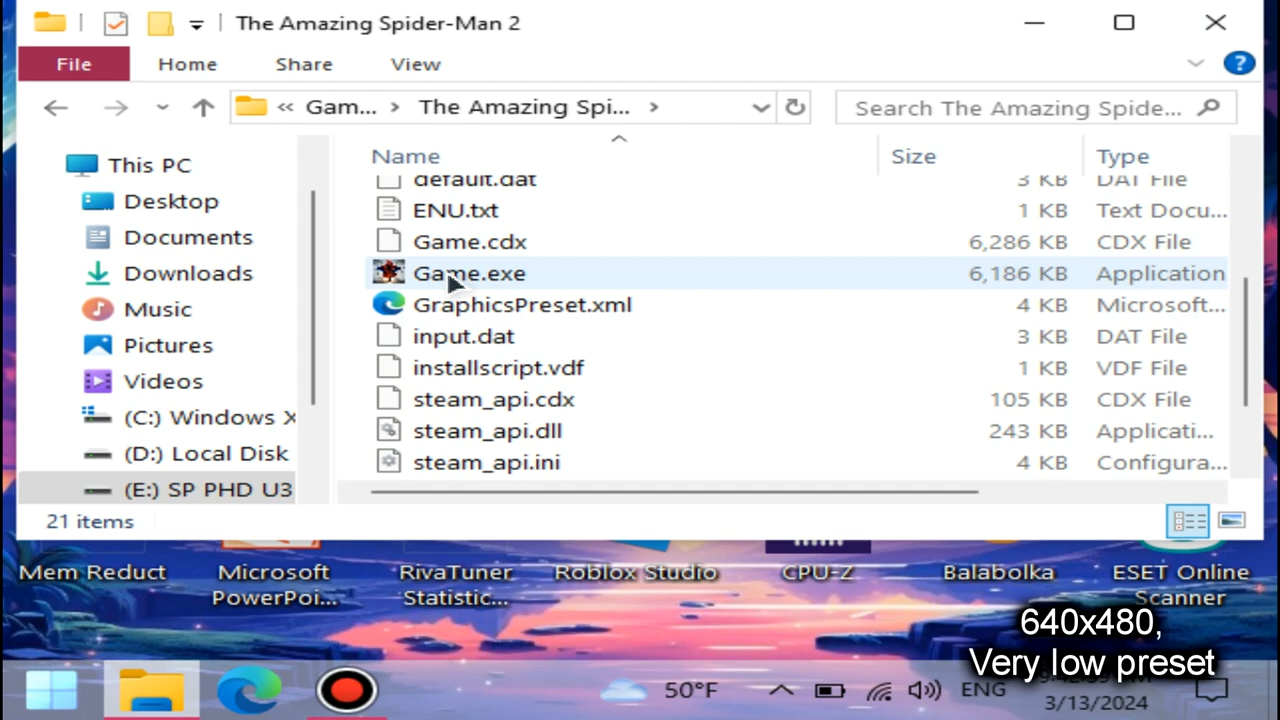 The Amazing Spider-Man 2
File Home Share View
« Gam... > The Amazing Spi... > Search The Amazing Spide...
This PC
Desktop
Documents
Downloads
Music
Pictures
Videos
(C:) Windows X
(D:) Local Disk
(E:) SP PHD U3
Name Size Type
default.dat 3 KB DAT File
ENU.txt 1 KB Text Docu...
Game.cdx 6,286 KB CDX File
Game.exe 6,186 KB Application
GraphicsPreset.xml 4 KB Microsoft...
input.dat 3 KB DAT File
installscript.vdf 1 KB VDF File
steam_api.cdx 105 KB CDX File
steam_api.dll 243 KB Applicati...
steam_api.ini 4 KB Configura...
21 items
Mem Reduct
Microsoft
PowerPoi...
RivaTuner
Statistic...
Roblox Studio
CPU-Z
Balabolka
ESET Online
Scanner
640x480,
Very low preset
50°F ENG
3/13/2024